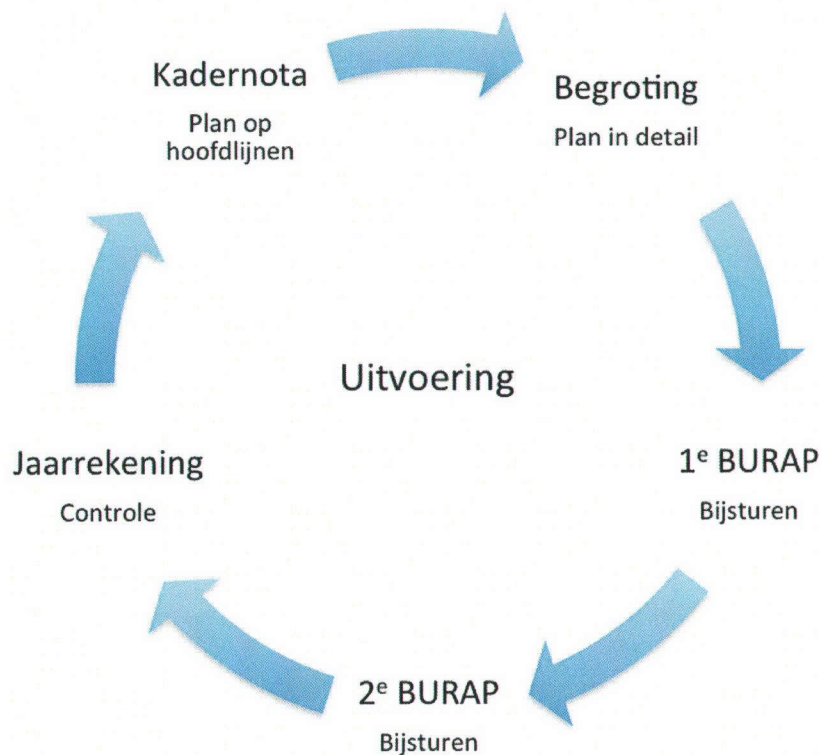 Kadernota
Plan op
hoofdlijnen
Begroting
Plan in detail
1e BURAP
Bijsturen
2e BURAP
Bijsturen
Jaarrekening
Controle
Uitvoering